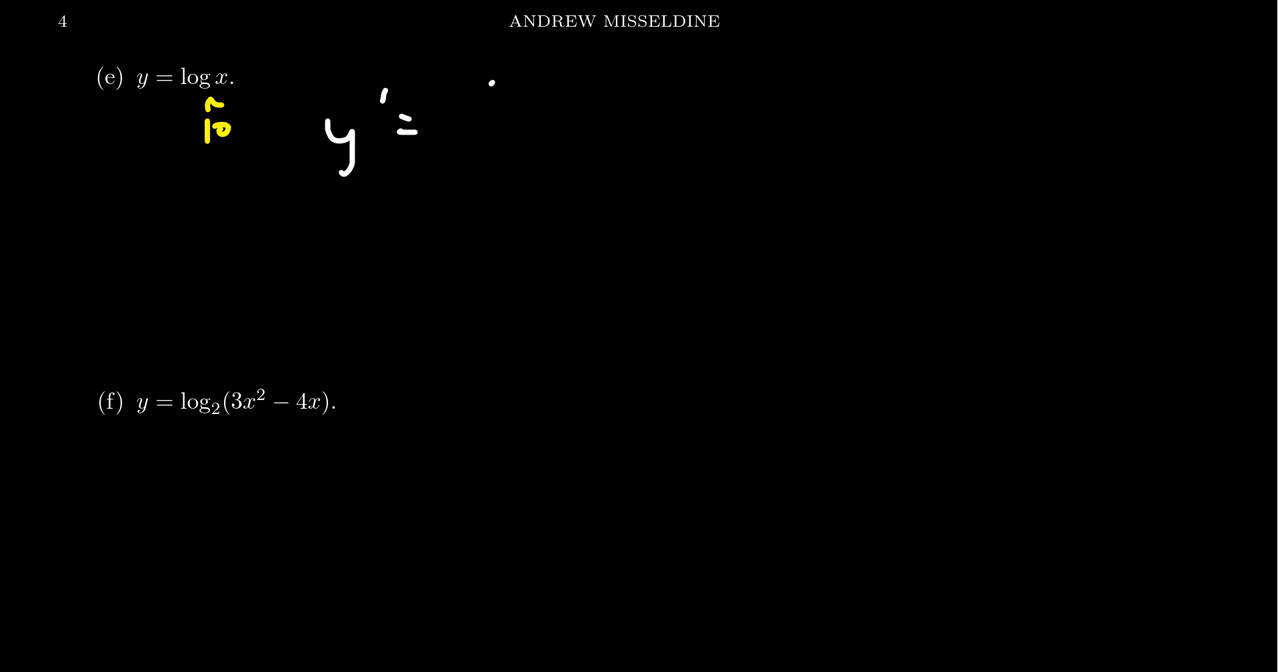 4 ANDREW MISSELDINE
(e) y = log x.
10
y' =
(f) y = log₂(3x² − 4x).